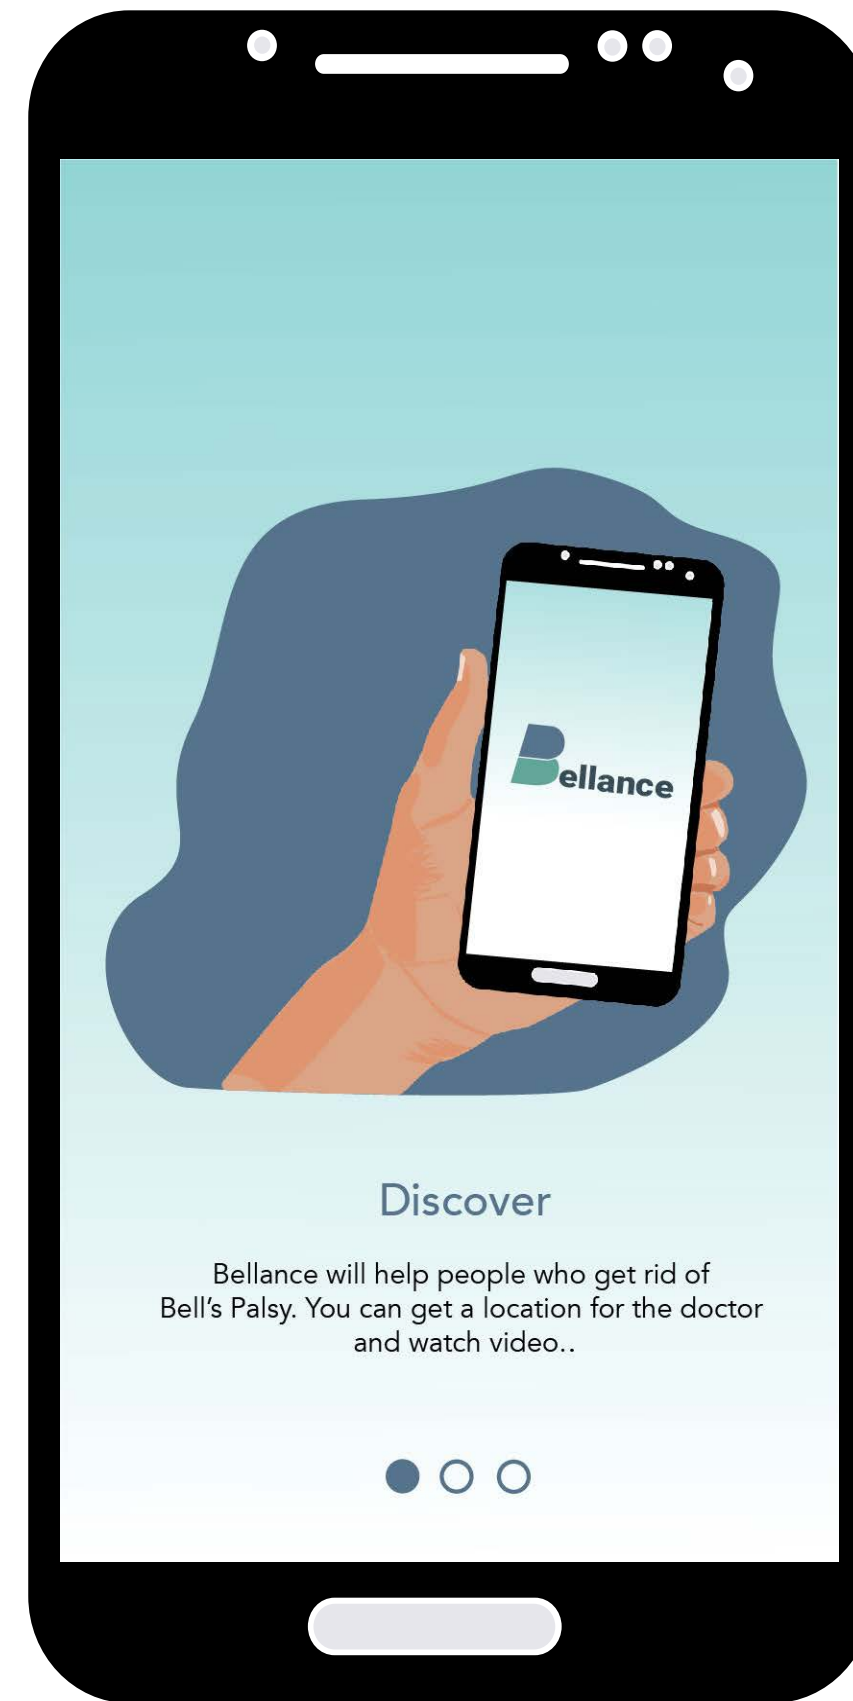 Bellance
Discover
Bellance will help people who get rid of
Bell's Palsy. You can get a location for the doctor
and watch video..